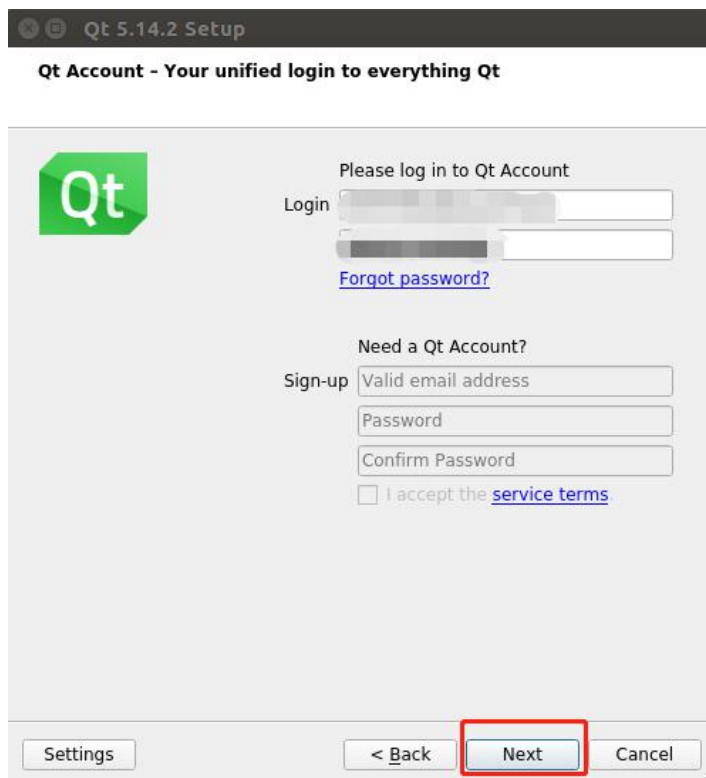 Qt 5.14.2 Setup
Qt Account – Your unified login to everything Qt
Qt
Please log in to Qt Account
Login
Forgot password?
Need a Qt Account?
Sign-up Valid email address
Password
Confirm Password
I accept the service terms.
Settings < Back Next Cancel